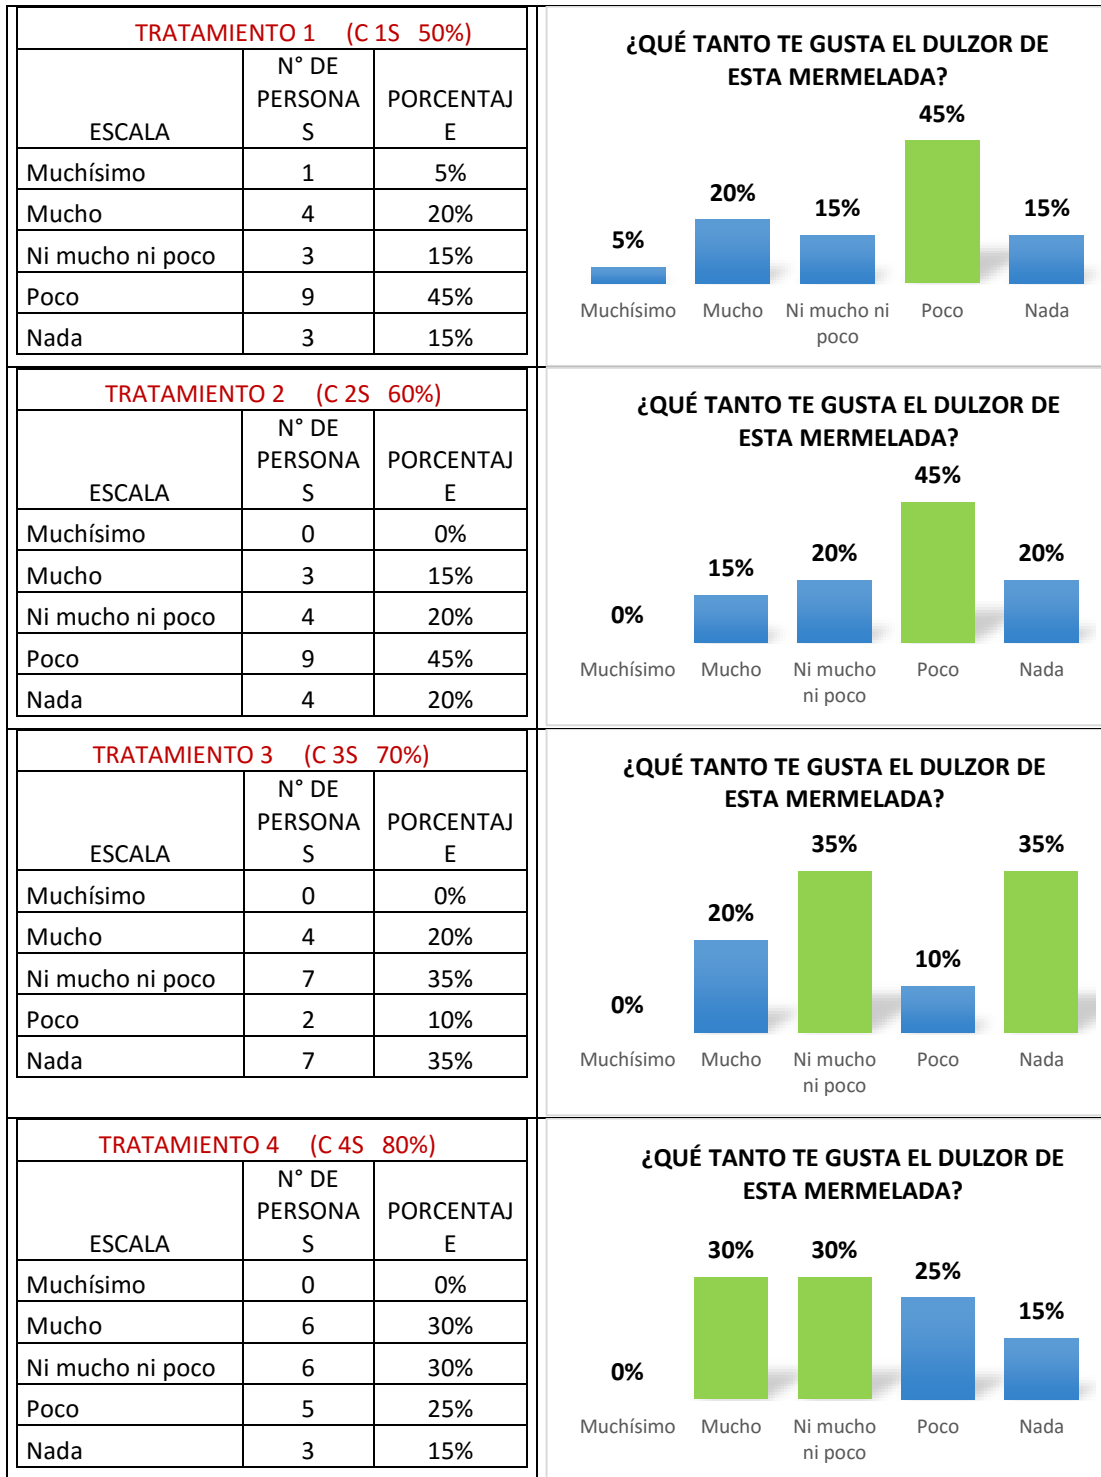 TRATAMIENTO 1 (C 1S 50%)
ESCALA N° DE PERSONA S PORCENTAJ E
Muchísimo 1 5%
Mucho 4 20%
Ni mucho ni poco 3 15%
Poco 9 45%
Nada 3 15%
¿QUÉ TANTO TE GUSTA EL DULZOR DE
ESTA MERMELADA?
5% 20% 15% 45% 15%
Muchísimo Mucho Ni mucho ni poco Poco Nada
TRATAMIENTO 2 (C 2S 60%)
ESCALA N° DE PERSONA S PORCENTAJ E
Muchísimo 0 0%
Mucho 3 15%
Ni mucho ni poco 4 20%
Poco 9 45%
Nada 4 20%
¿QUÉ TANTO TE GUSTA EL DULZOR DE
ESTA MERMELADA?
0% 15% 20% 45% 20%
Muchísimo Mucho Ni mucho ni poco Poco Nada
TRATAMIENTO 3 (C 3S 70%)
ESCALA N° DE PERSONA S PORCENTAJ E
Muchísimo 0 0%
Mucho 4 20%
Ni mucho ni poco 7 35%
Poco 2 10%
Nada 7 35%
¿QUÉ TANTO TE GUSTA EL DULZOR DE
ESTA MERMELADA?
0% 20% 35% 10% 35%
Muchísimo Mucho Ni mucho ni poco Poco Nada
TRATAMIENTO 4 (C 4S 80%)
ESCALA N° DE PERSONA S PORCENTAJ E
Muchísimo 0 0%
Mucho 6 30%
Ni mucho ni poco 6 30%
Poco 5 25%
Nada 3 15%
¿QUÉ TANTO TE GUSTA EL DULZOR DE
ESTA MERMELADA?
0% 30% 30% 25% 15%
Muchísimo Mucho Ni mucho ni poco Poco Nada